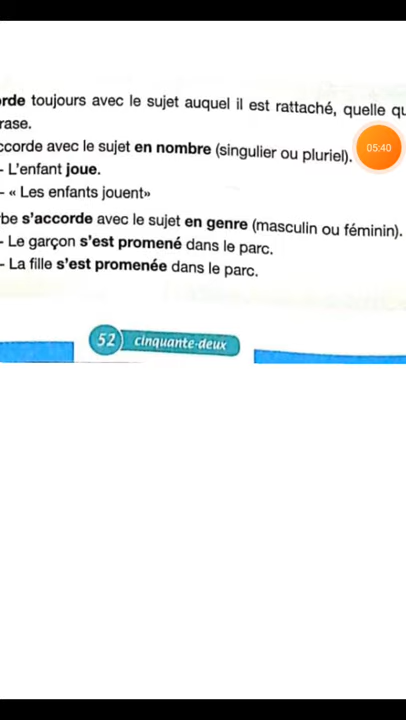 orde toujours avec le sujet auquel il est rattaché, quelle qu
rase.
ccorde avec le sujet en nombre (singulier ou pluriel).
05:40
- L'enfant joue.
- « Les enfants jouent»
be s'accorde avec le sujet en genre (masculin ou féminin).
- Le garçon s'est promené dans le parc.
- La fille s'est promenée dans le parc.
52 cinquante-deux